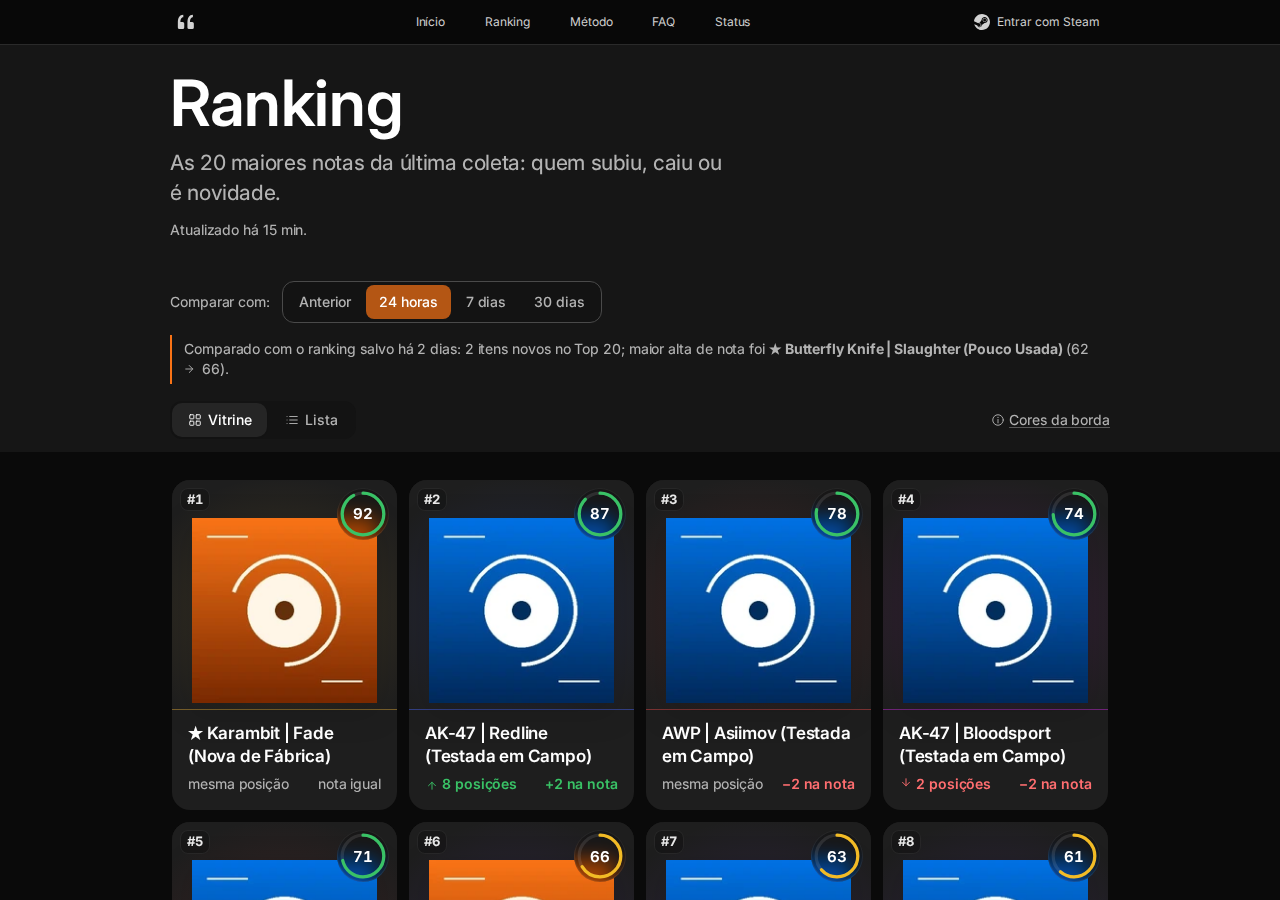 Início Ranking Método FAQ Status Entrar com Steam
Ranking
As 20 maiores notas da última coleta: quem subiu, caiu ou
é novidade.
Atualizado há 15 min.
Comparar com: Anterior 24 horas 7 dias 30 dias
Comparado com o ranking salvo há 2 dias: 2 itens novos no Top 20; maior alta de nota foi ★ Butterfly Knife | Slaughter (Pouco Usada) (62
→ 66).
Vitrine Lista Cores da borda
#1 92 #2 87 #3 78 #4 74
★ Karambit | Fade
(Nova de Fábrica)
mesma posição nota igual
AK-47 | Redline
(Testada em Campo)
↑ 8 posições +2 na nota
AWP | Asiimov (Testada
em Campo)
mesma posição −2 na nota
AK-47 | Bloodsport
(Testada em Campo)
↓ 2 posições −2 na nota
#5 71 #6 66 #7 63 #8 61